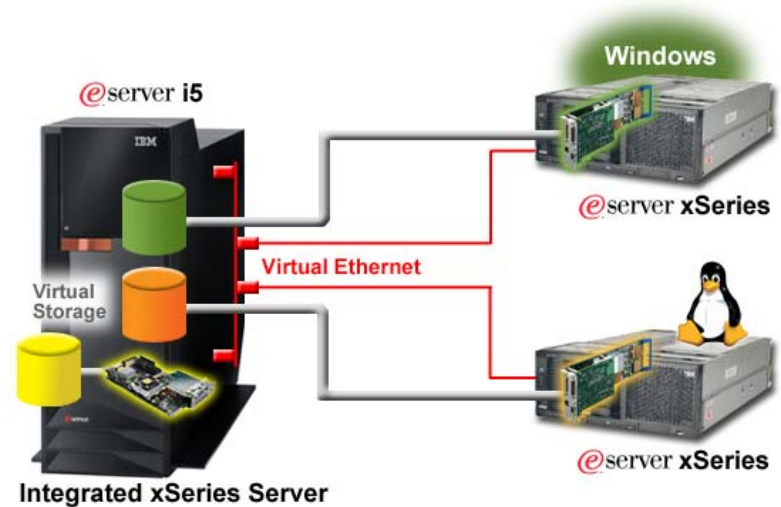 Windows
eserver i5
IBM
eserver xSeries
Virtual Ethernet
Virtual
Storage
eserver xSeries
Integrated xSeries Server